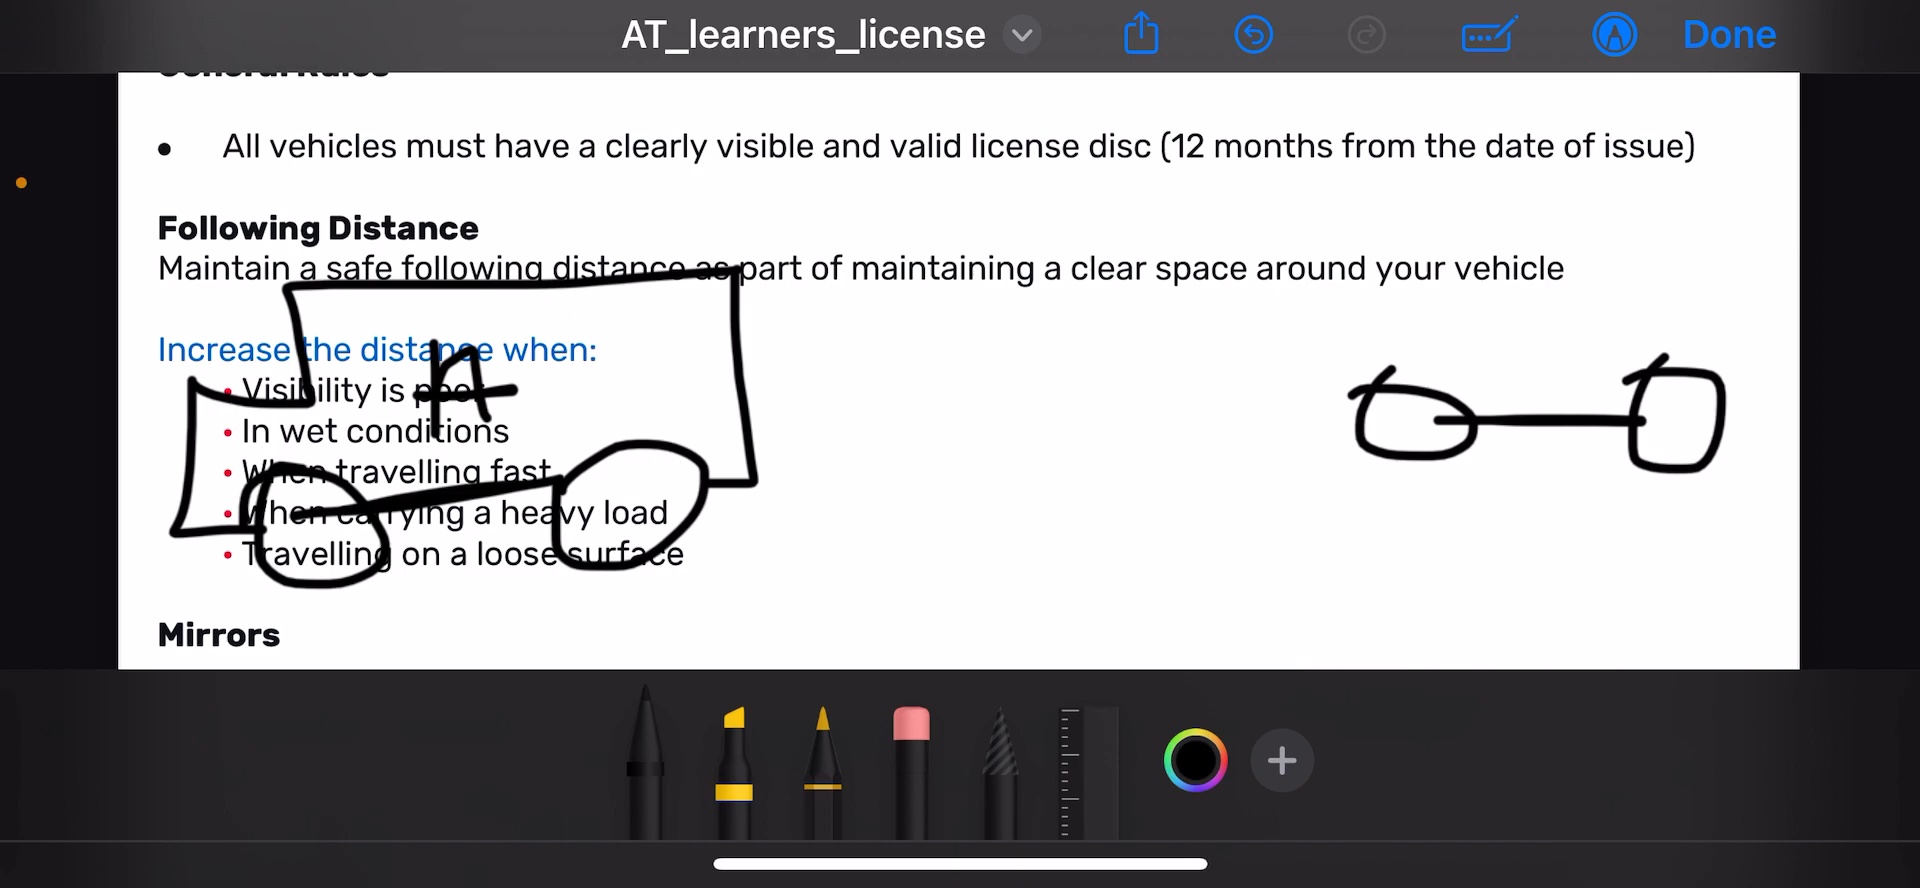 AT_learners_license
Done
General Rules
• All vehicles must have a clearly visible and valid license disc (12 months from the date of issue)
Following Distance
Maintain a safe following distance as part of maintaining a clear space around your vehicle
Increase the distance when:
• Visibility is poor
• In wet conditions
• When travelling fast
• When carrying a heavy load
• Travelling on a loose surface
A
Mirrors